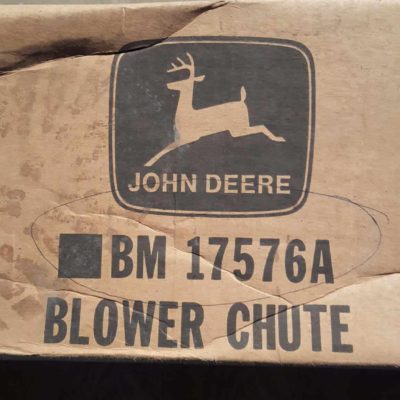 JOHN DEERE
BM 17576A
BLOWER CHUTE